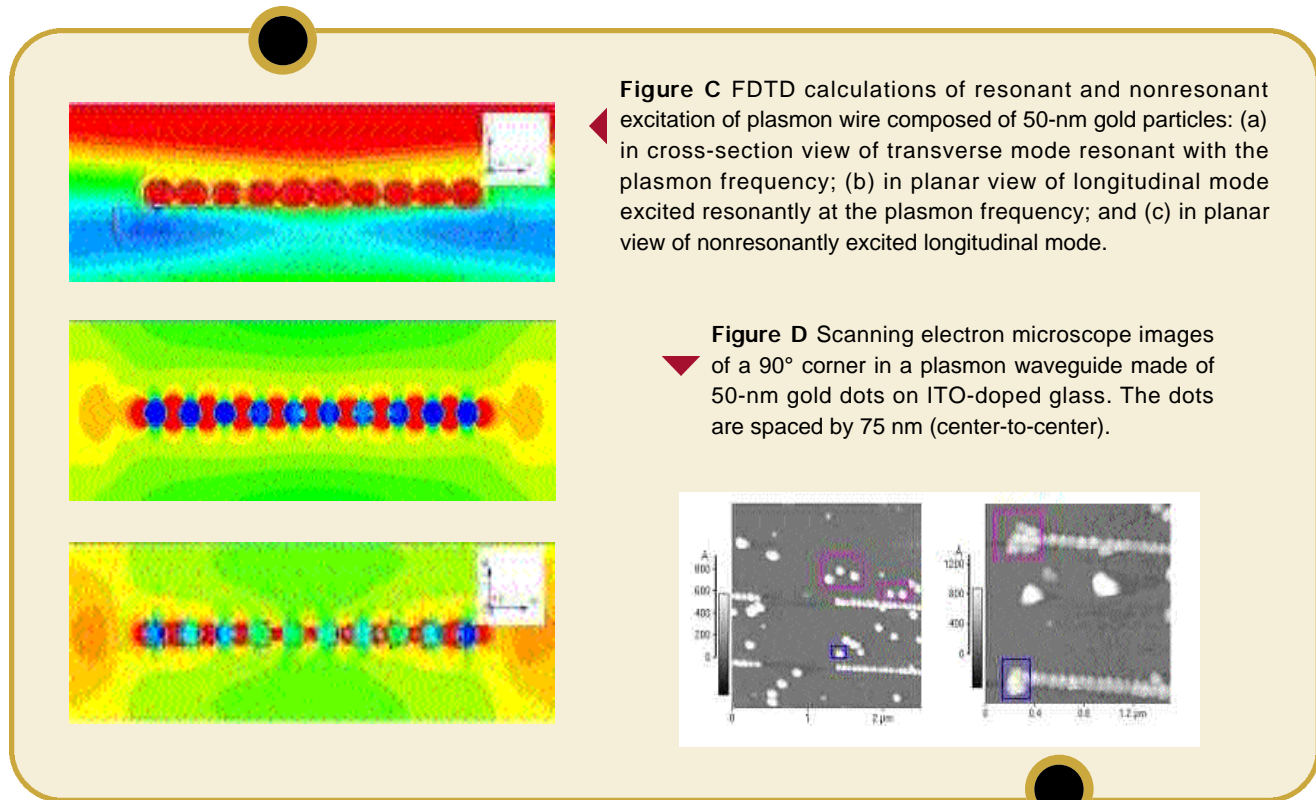 Figure C FDTD calculations of resonant and nonresonant
excitation of plasmon wire composed of 50-nm gold particles: (a)
in cross-section view of transverse mode resonant with the
plasmon frequency; (b) in planar view of longitudinal mode
excited resonantly at the plasmon frequency; and (c) in planar
view of nonresonantly excited longitudinal mode.
Figure D Scanning electron microscope images
of a 90° corner in a plasmon waveguide made of
50-nm gold dots on ITO-doped glass. The dots
are spaced by 75 nm (center-to-center).
Å
800
600
400
200
0
0
1
2 µm
Å
1200
800
400
0
0
0.4
0.8
1.2 µm